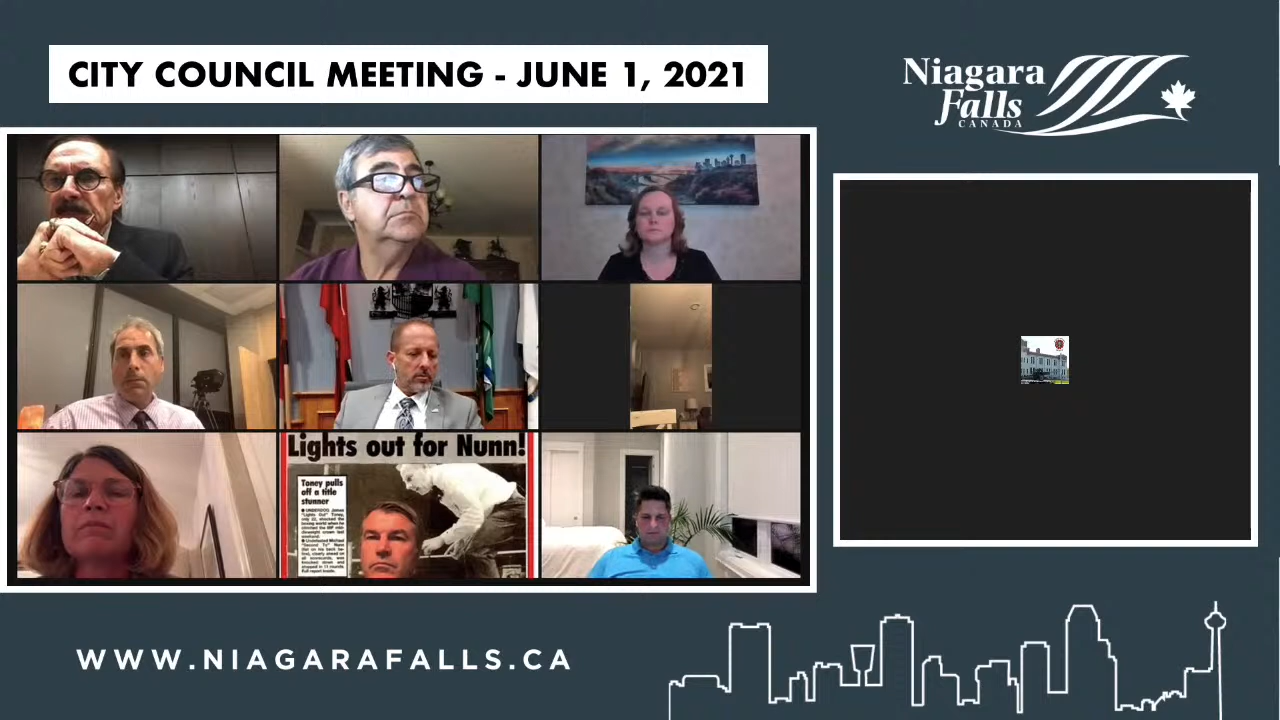 CITY COUNCIL MEETING - JUNE 1, 2021
Niagara
Falls
CANADA
Lights out for Nunn!
Toney pulls
off a title
stunner
WWW.NIAGARAFALLS.CA